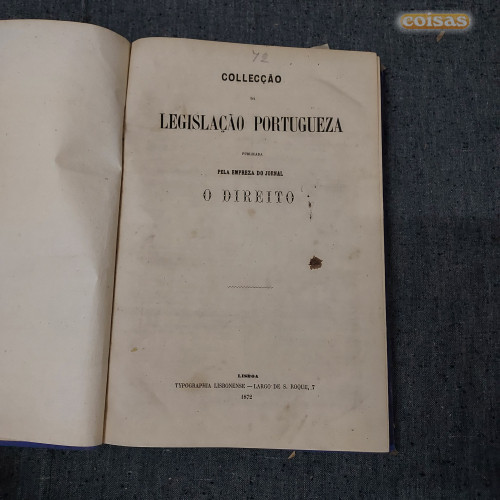 coisas
72
COLLECÇÃO
DA
LEGISLAÇÃO PORTUGUEZA
PUBLICADA
PELA EMPREZA DO JORNAL
O DIREITO
LISBOA
TYPOGRAPHIA LISBONENSE — LARGO DE S. ROQUE, 7
1872